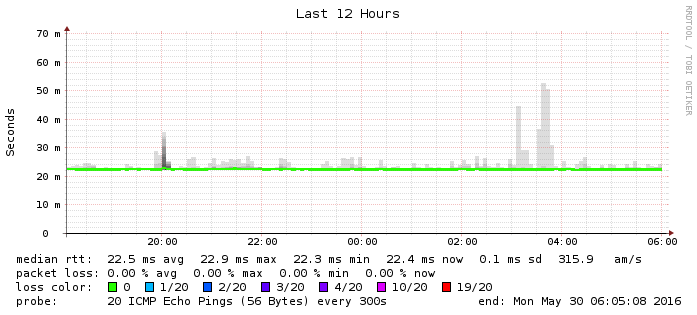 Last 12 Hours
RRDTOOL / TOBI OETIKER
Seconds
70 m
60 m
50 m
40 m
30 m
20 m
10 m
0
20:00 22:00 00:00 02:00 04:00 06:00
median rtt: 22.5 ms avg 22.9 ms max 22.3 ms min 22.4 ms now 0.1 ms sd 315.9 am/s
packet loss: 0.00 % avg 0.00 % max 0.00 % min 0.00 % now
loss color: 0 1/20 2/20 3/20 4/20 10/20 19/20
probe: 20 ICMP Echo Pings (56 Bytes) every 300s end: Mon May 30 06:05:08 2016